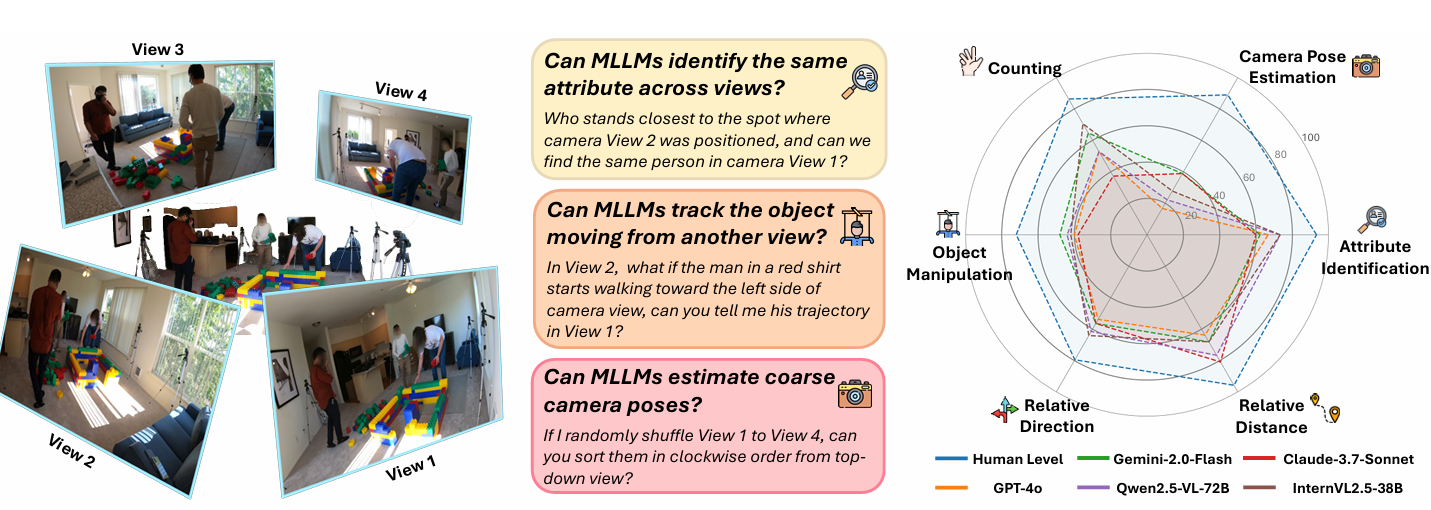 View 3
View 4
View 2
View 1
Can MLLMs identify the same
attribute across views?
Who stands closest to the spot where
camera View 2 was positioned, and can we
find the same person in camera View 1?
Can MLLMs track the object
moving from another view?
In View 2, what if the man in a red shirt
starts walking toward the left side of
camera view, can you tell me his trajectory
in View 1?
Can MLLMs estimate coarse
camera poses?
If I randomly shuffle View 1 to View 4, can
you sort them in clockwise order from top-
down view?
Counting
Camera Pose
Estimation
100
80
60
40
20
Object
Manipulation
Attribute
Identification
Relative
Direction
Relative
Distance
Human Level
Gemini-2.0-Flash
Claude-3.7-Sonnet
GPT-4o
Qwen2.5-VL-72B
InternVL2.5-38B